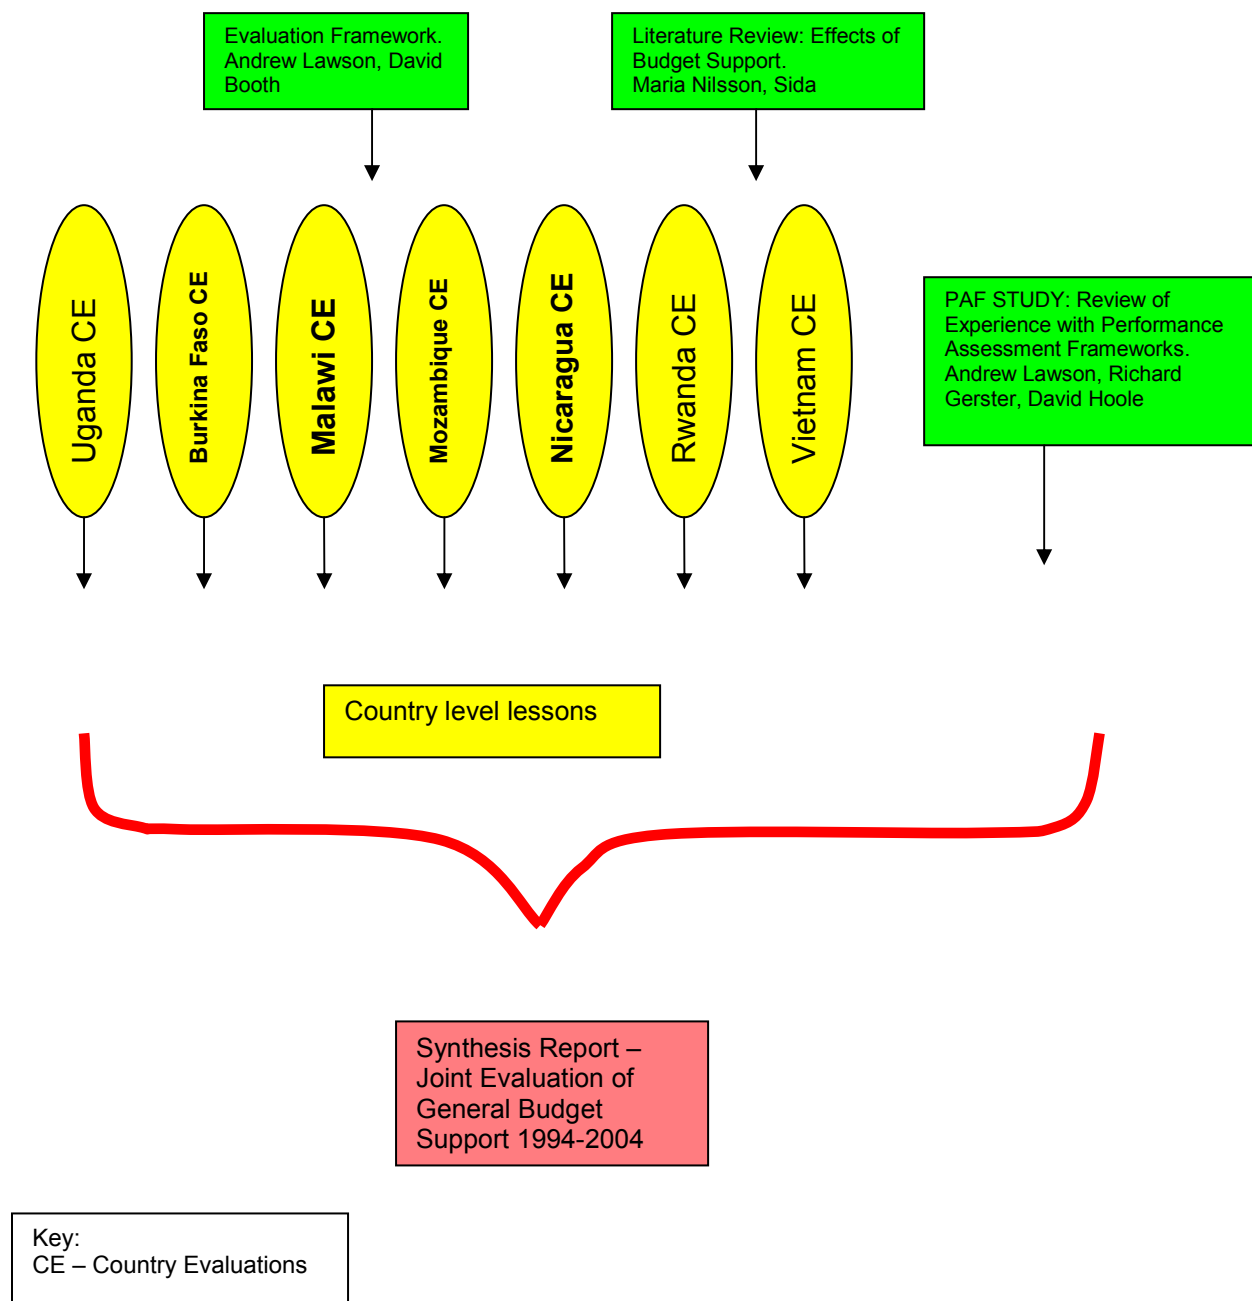 Evaluation Framework.
Andrew Lawson, David
Booth
Literature Review: Effects of
Budget Support.
Maria Nilsson, Sida
Uganda CE
Burkina Faso CE
Malawi CE
Mozambique CE
Nicaragua CE
Rwanda CE
Vietnam CE
PAF STUDY: Review of
Experience with Performance
Assessment Frameworks.
Andrew Lawson, Richard
Gerster, David Hoole
Country level lessons
Synthesis Report –
Joint Evaluation of
General Budget
Support 1994-2004
Key:
CE – Country Evaluations